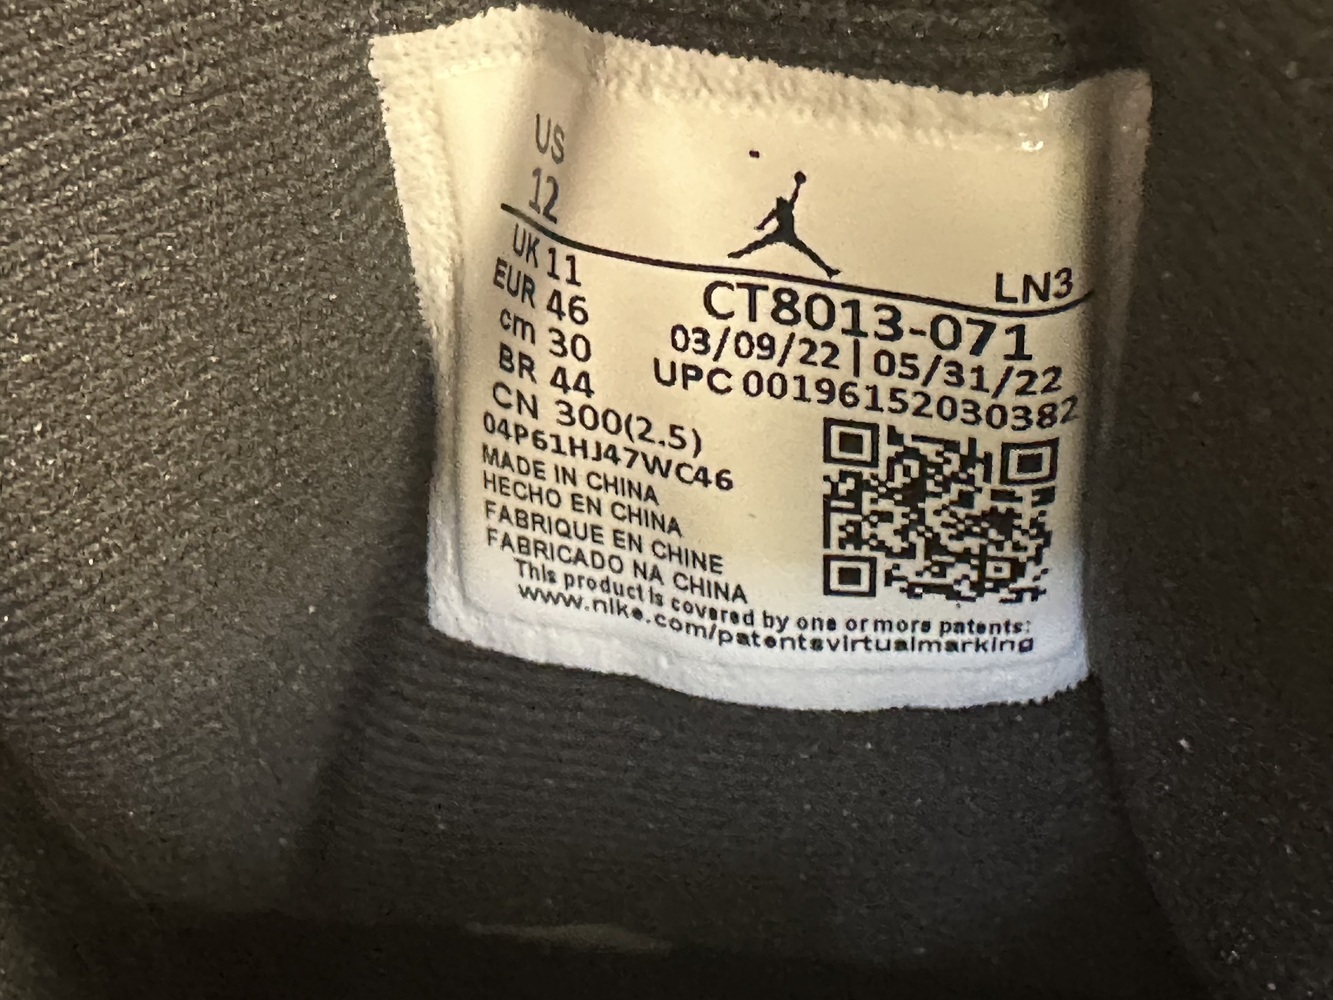 US
12
LN3
UK 11
EUR 46
cm 30
BR 44
CN 300(2.5)
CT8013-071
03/09/22 | 05/31/22
UPC 00196152030382
04P61HJ47WC46
MADE IN CHINA
HECHO EN CHINA
FABRIQUE EN CHINE
FABRICADO NA CHINA
This product is covered by one or more patents:
www.nike.com/patentsvirtualmarking